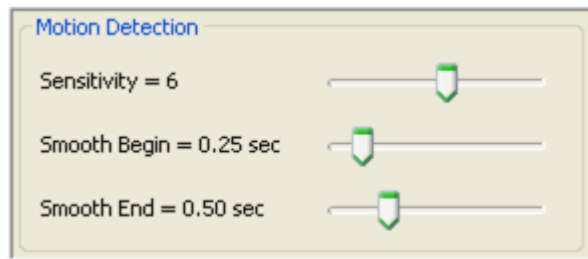 Motion Detection
Sensitivity = 6
Smooth Begin = 0.25 sec
Smooth End = 0.50 sec